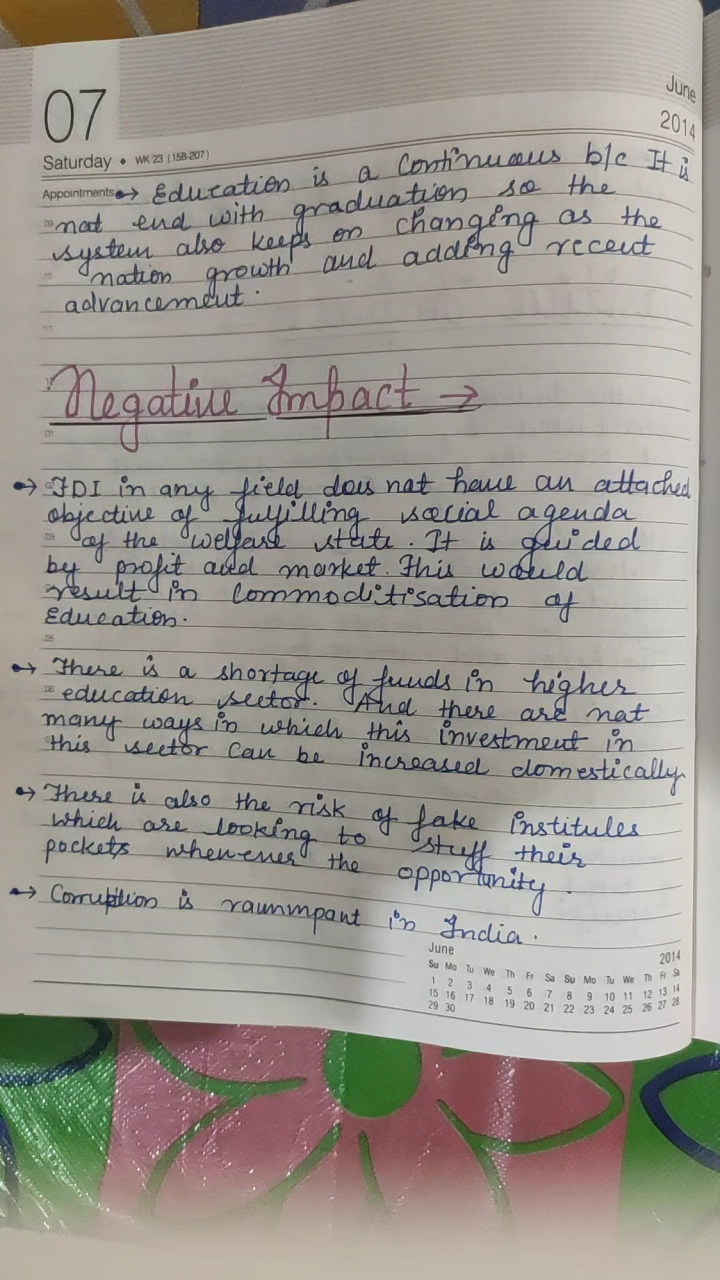 June
07
2014
Saturday • WK 23 (158-207)
Appointments → Education is a continuous b/c It is
not end with graduation so the
system also keeps on changing as the
nation growth and adding recent
advancement.
Negative Impact →
→ FDI in any field does not have an attached
objective of fulfilling social agenda
of the welfare state. It is guided
by profit and market. This would
result in commoditisation of
Education.
→ There is a shortage of funds in higher
education sector. And there are not
many ways in which this investment in
this sector can be increased domestically.
→ There is also the risk of fake institules
which are looking to stuff their
pockets whenever the opportunity.
→ Corruption is raummpant in India.
June 2014
Su Mo Tu We Th Fr Sa Su Mo Tu We Th Fr Sa
1 2 3 4 5 6 7 8 9 10 11 12 13 14
15 16 17 18 19 20 21 22 23 24 25 26 27 28
29 30